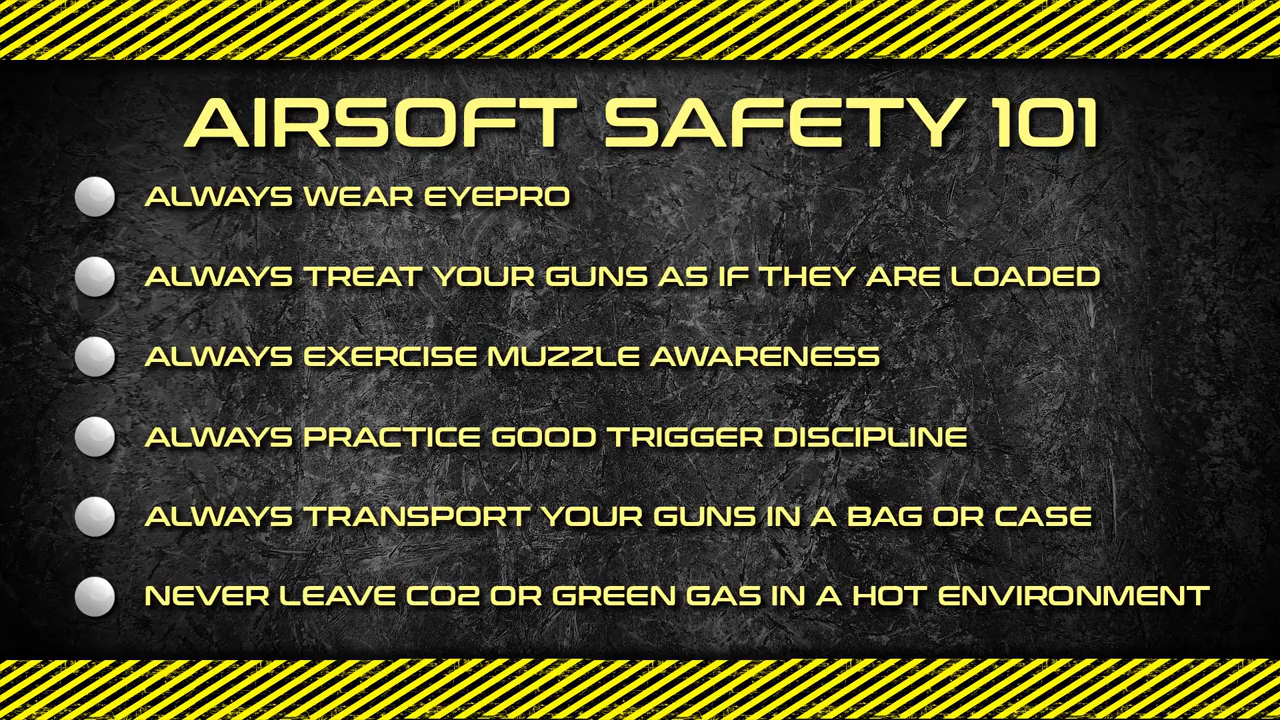 AIRSOFT SAFETY 101
ALWAYS WEAR EYEPRO
ALWAYS TREAT YOUR GUNS AS IF THEY ARE LOADED
ALWAYS EXERCISE MUZZLE AWARENESS
ALWAYS PRACTICE GOOD TRIGGER DISCIPLINE
ALWAYS TRANSPORT YOUR GUNS IN A BAG OR CASE
NEVER LEAVE CO2 OR GREEN GAS IN A HOT ENVIRONMENT